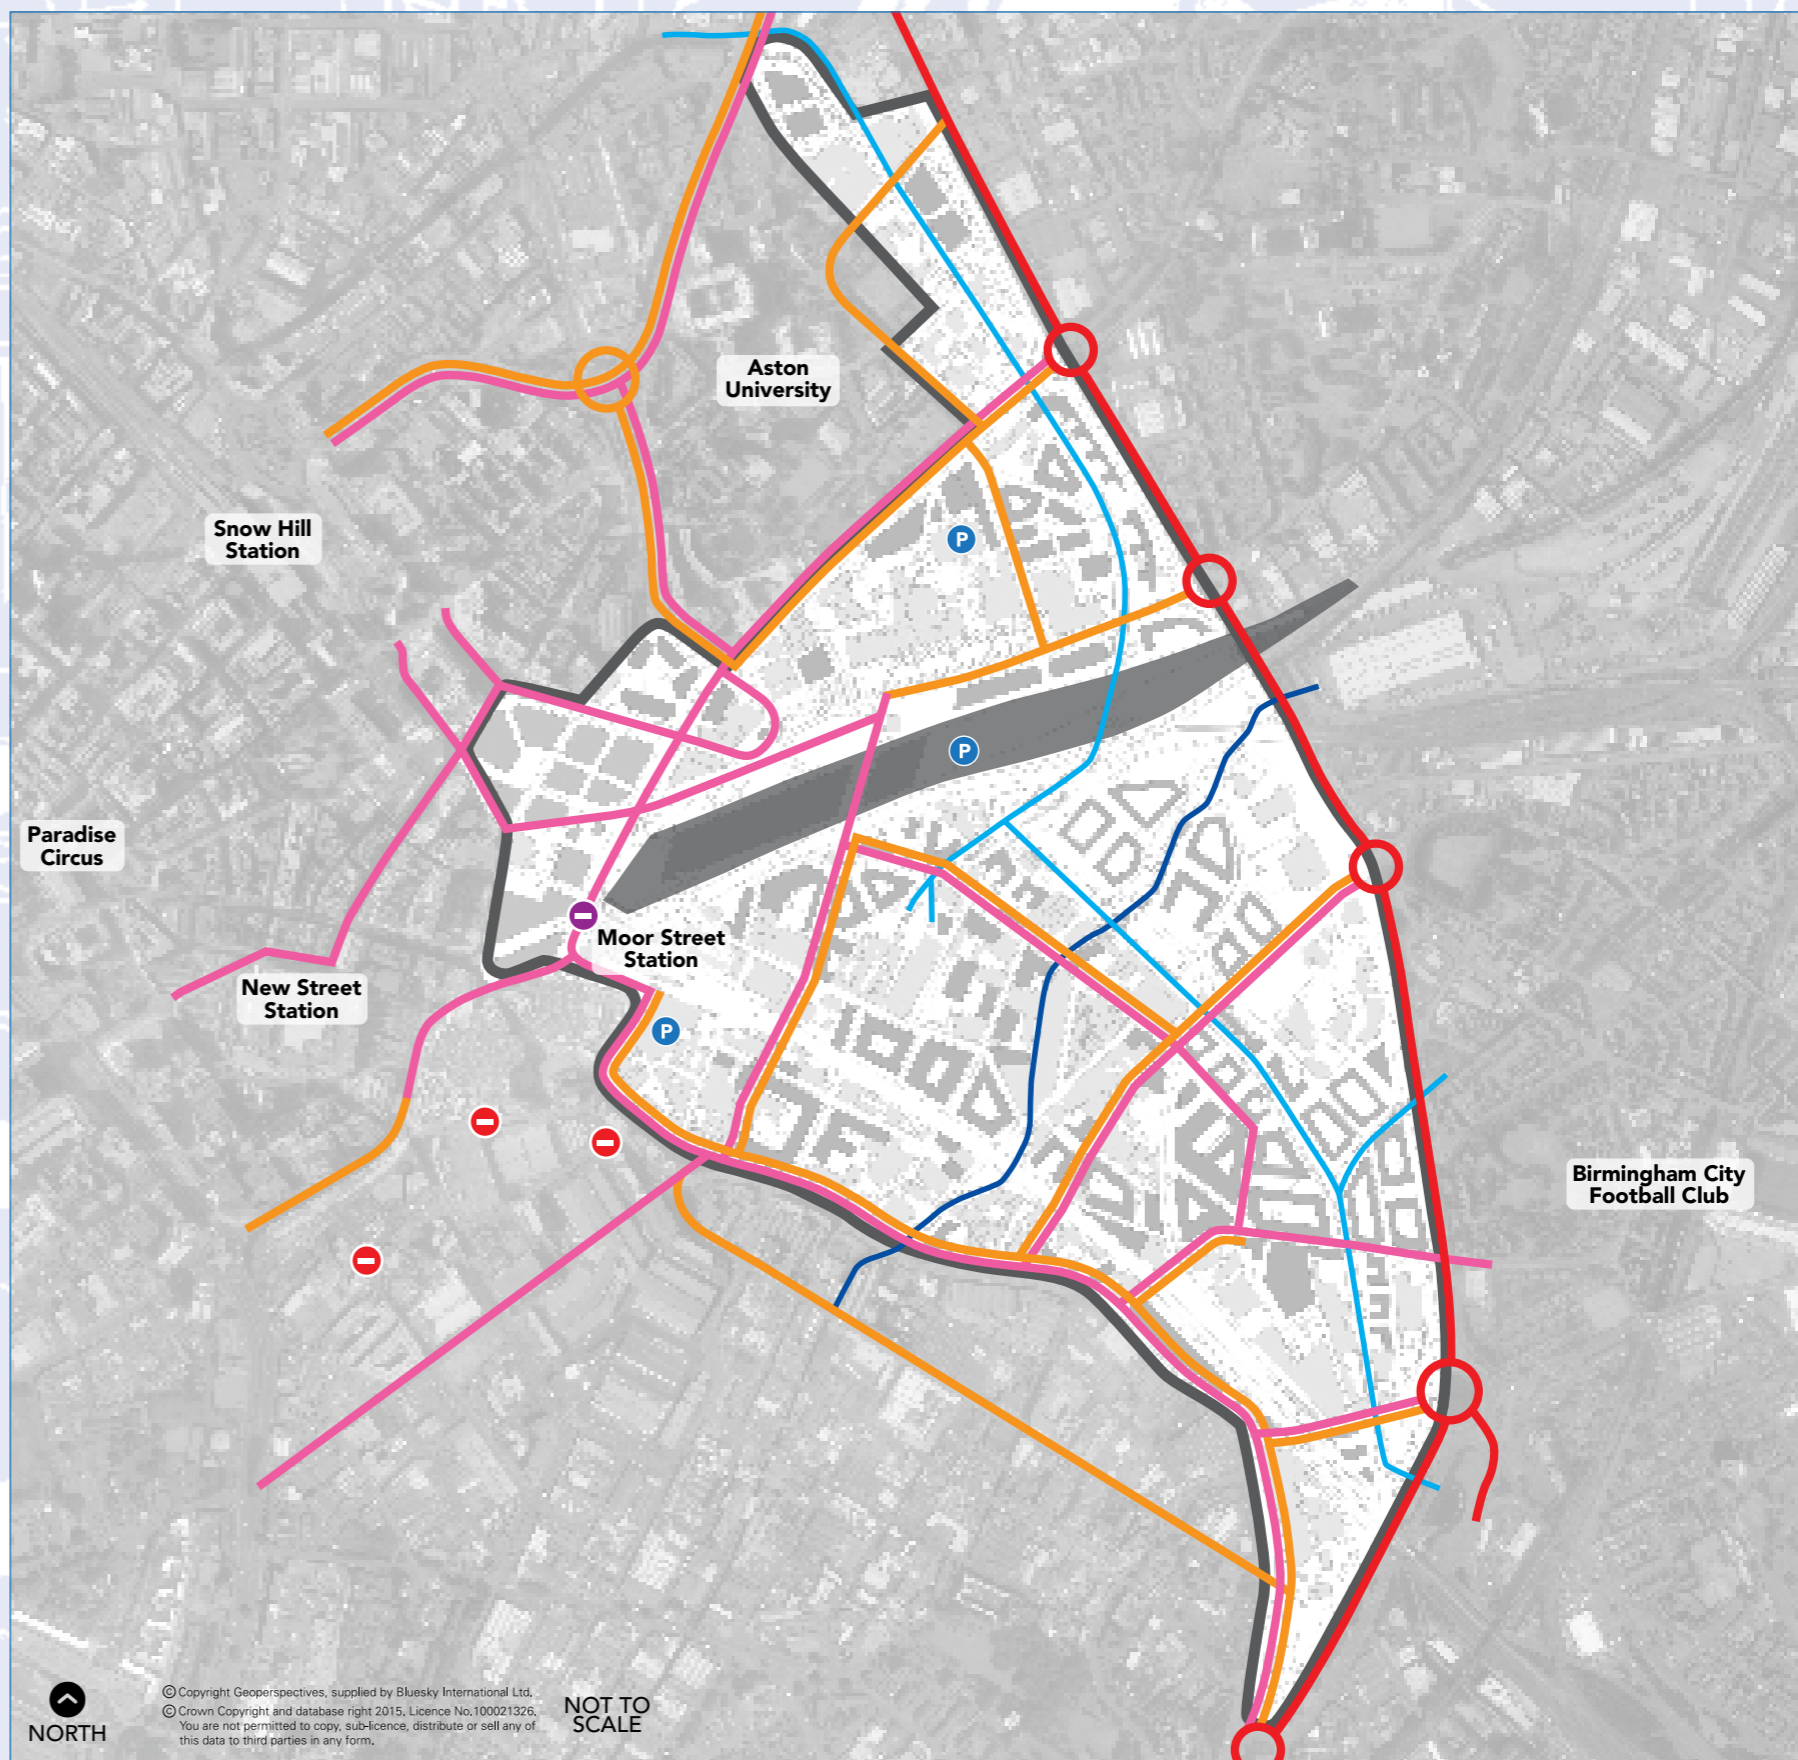 Aston
University
Snow Hill
Station
P
P
Paradise
Circus
Moor Street
Station
New Street
Station
P
Birmingham City
Football Club
NORTH
© Copyright Geoperspectives, supplied by Bluesky International Ltd.
© Crown Copyright and database right 2015. Licence No.100021326.
You are not permitted to copy, sub-licence, distribute or sell any of
this data to third parties in any form.
NOT TO
SCALE